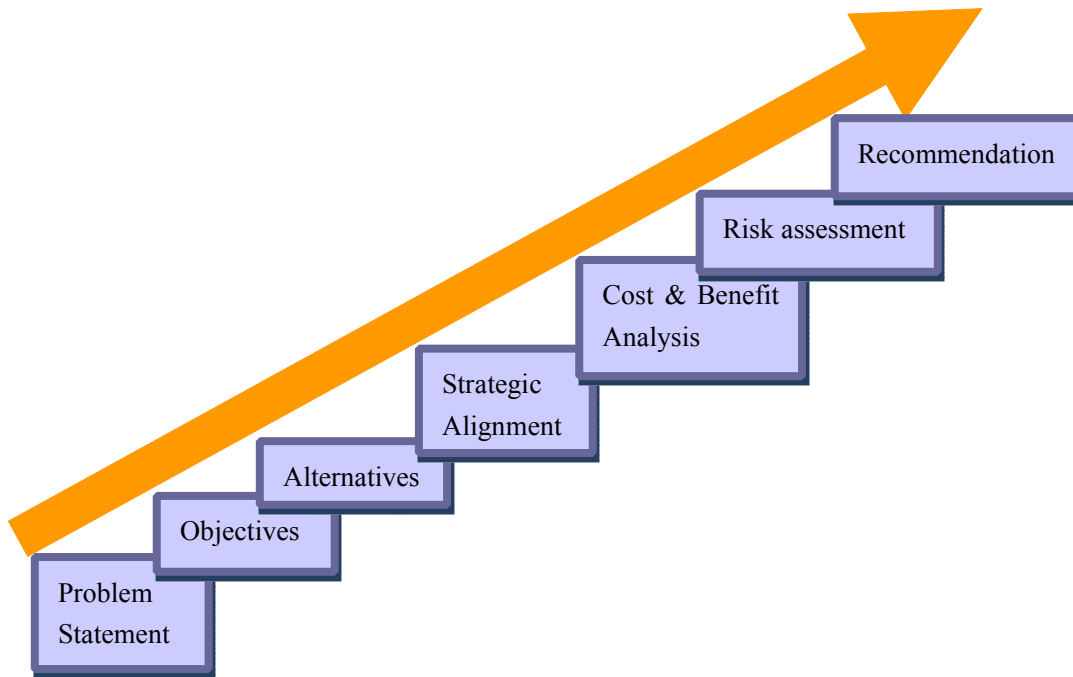 Recommendation
Risk assessment
Cost & Benefit
Analysis
Strategic
Alignment
Alternatives
Objectives
Problem
Statement